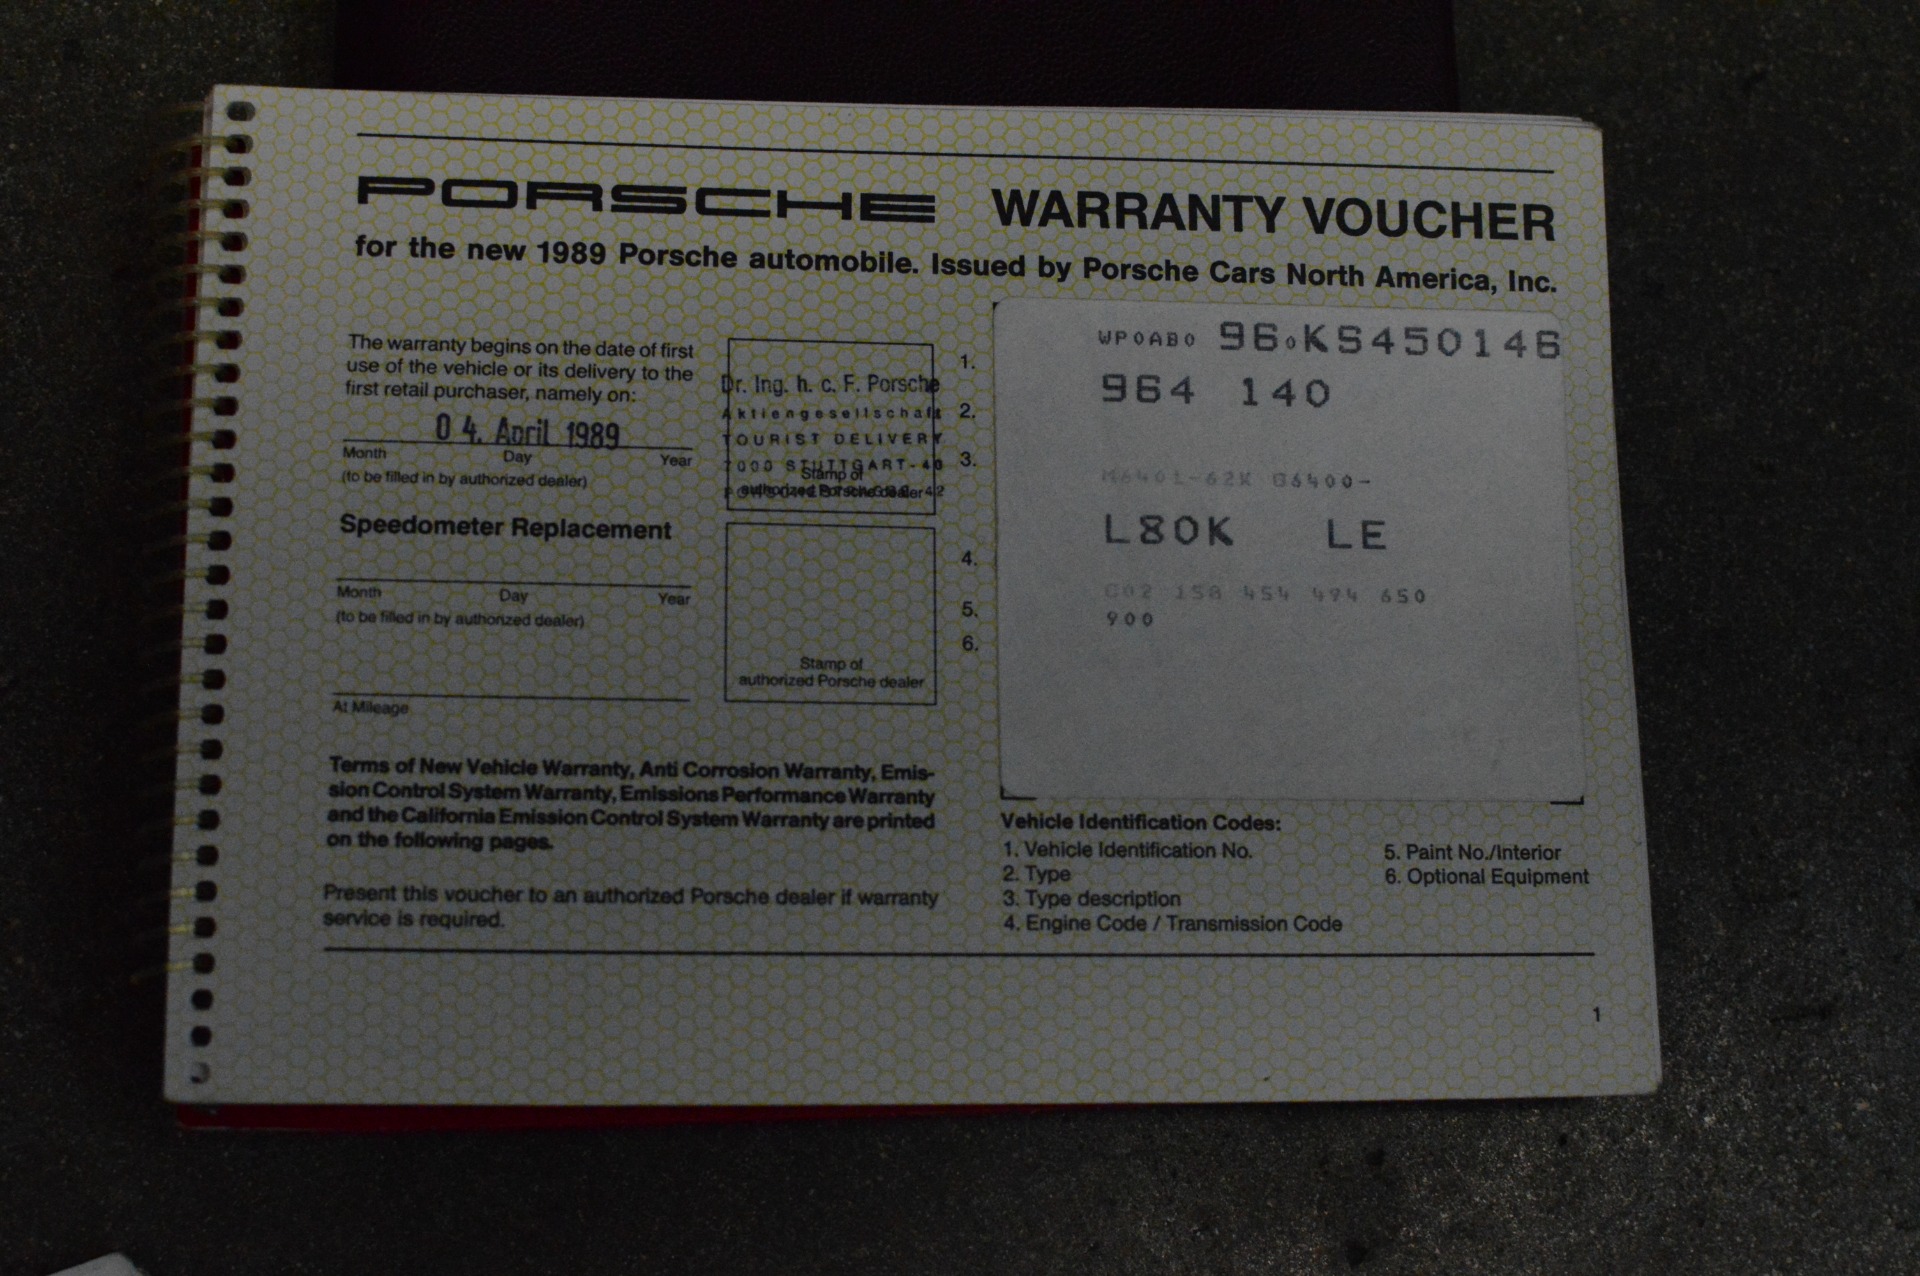 PORSCHE WARRANTY VOUCHER
for the new 1989 Porsche automobile. Issued by Porsche Cars North America, Inc.
The warranty begins on the date of first
use of the vehicle or its delivery to the
first retail purchaser, namely on:
04. April 1989
Month Day Year
(to be filled in by authorized dealer)
Speedometer Replacement
Month Day Year
(to be filled in by authorized dealer)
At Mileage
Dr. Ing. h. c. F. Porsche
Aktiengesellschaft
TOURIST DELIVERY
7000 STUTTGART-40
Stamp of
authorized Porsche dealer
Stamp of
authorized Porsche dealer
1.
2.
3.
4.
5.
6.
WP0AB0 96 KS450146
964 140
G6400-
L80K LE
C02 158 454 494 650
900
Terms of New Vehicle Warranty, Anti Corrosion Warranty, Emis-
sion Control System Warranty, Emissions Performance Warranty
and the California Emission Control System Warranty are printed
on the following pages.
Present this voucher to an authorized Porsche dealer if warranty
service is required.
Vehicle Identification Codes:
1. Vehicle Identification No.
2. Type
3. Type description
4. Engine Code / Transmission Code
5. Paint No./Interior
6. Optional Equipment
1